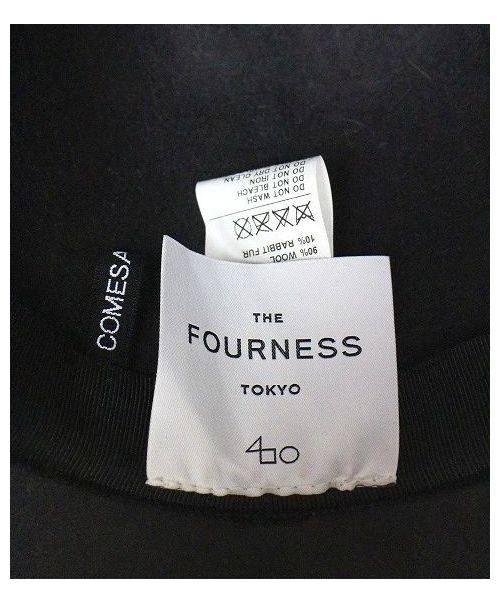 THE
FOURNESS
TOKYO
COMESA
90% WOOL
10% RABBIT FUR
DO NOT WASH
DO NOT BLEACH
DO NOT IRON
DO NOT DRY CLEAN